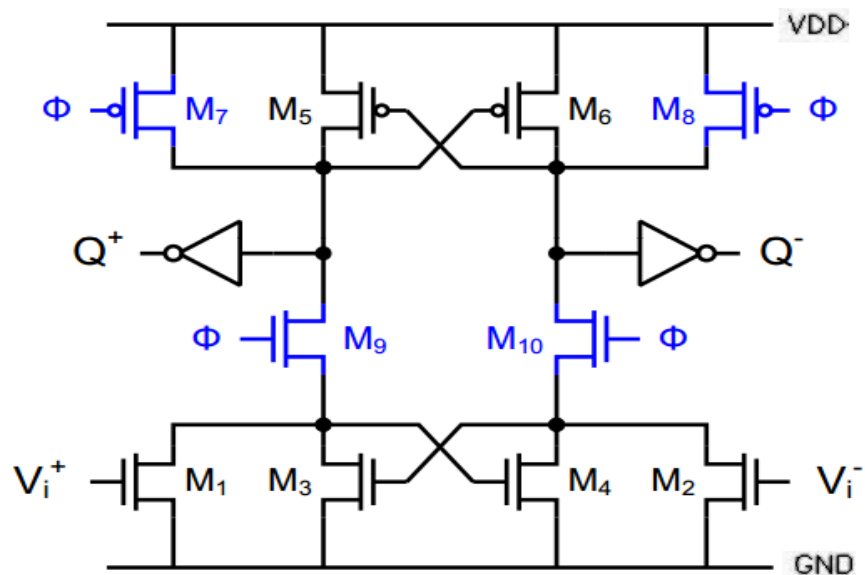 VDD
Φ M₇ M₅ M₆ M₈ Φ
Q⁺ Q⁻
Φ M₉ M₁₀ Φ
Vᵢ⁺ M₁ M₃ M₄ M₂ Vᵢ⁻
GND